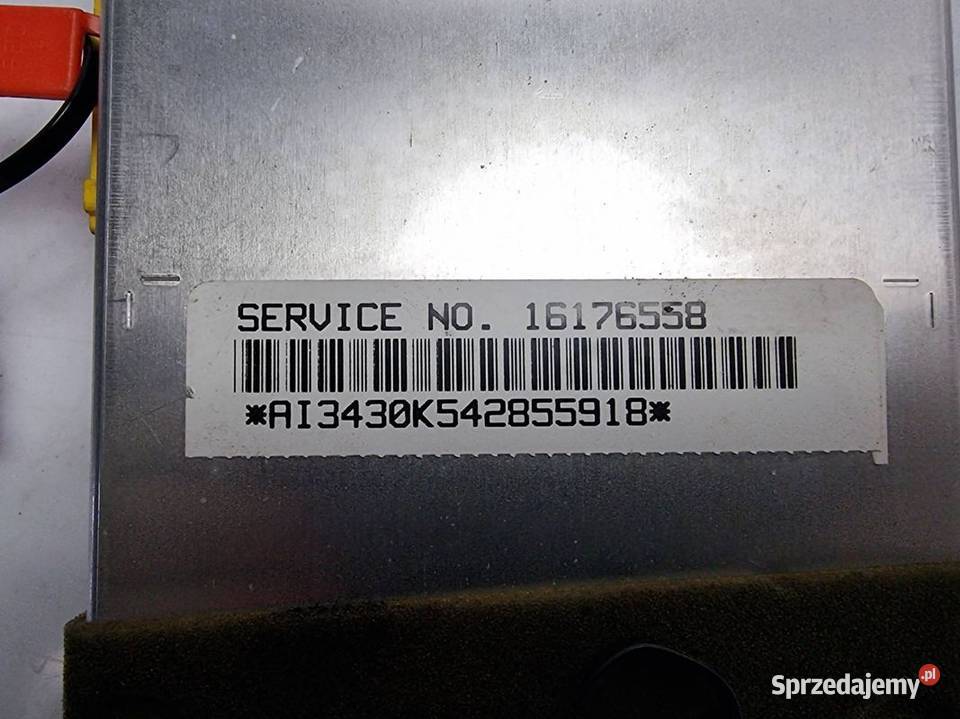 SERVICE NO. 16176558
*AI3430K542855918*
Sprzedajemy.pl